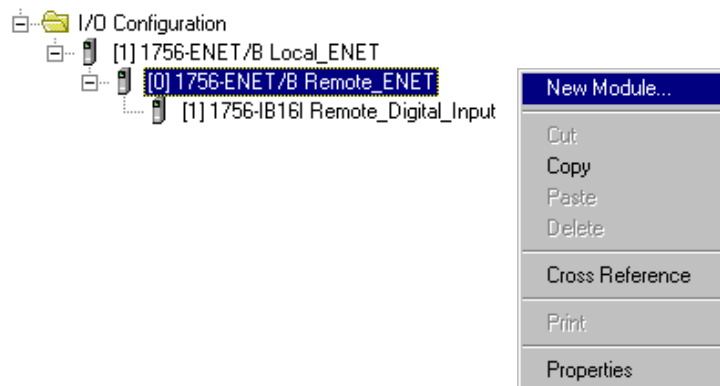 I/O Configuration
[1] 1756-ENET/B Local_ENET
[0] 1756-ENET/B Remote_ENET
[1] 1756-IB16I Remote_Digital_Input
New Module...
Cut
Copy
Paste
Delete
Cross Reference
Print
Properties